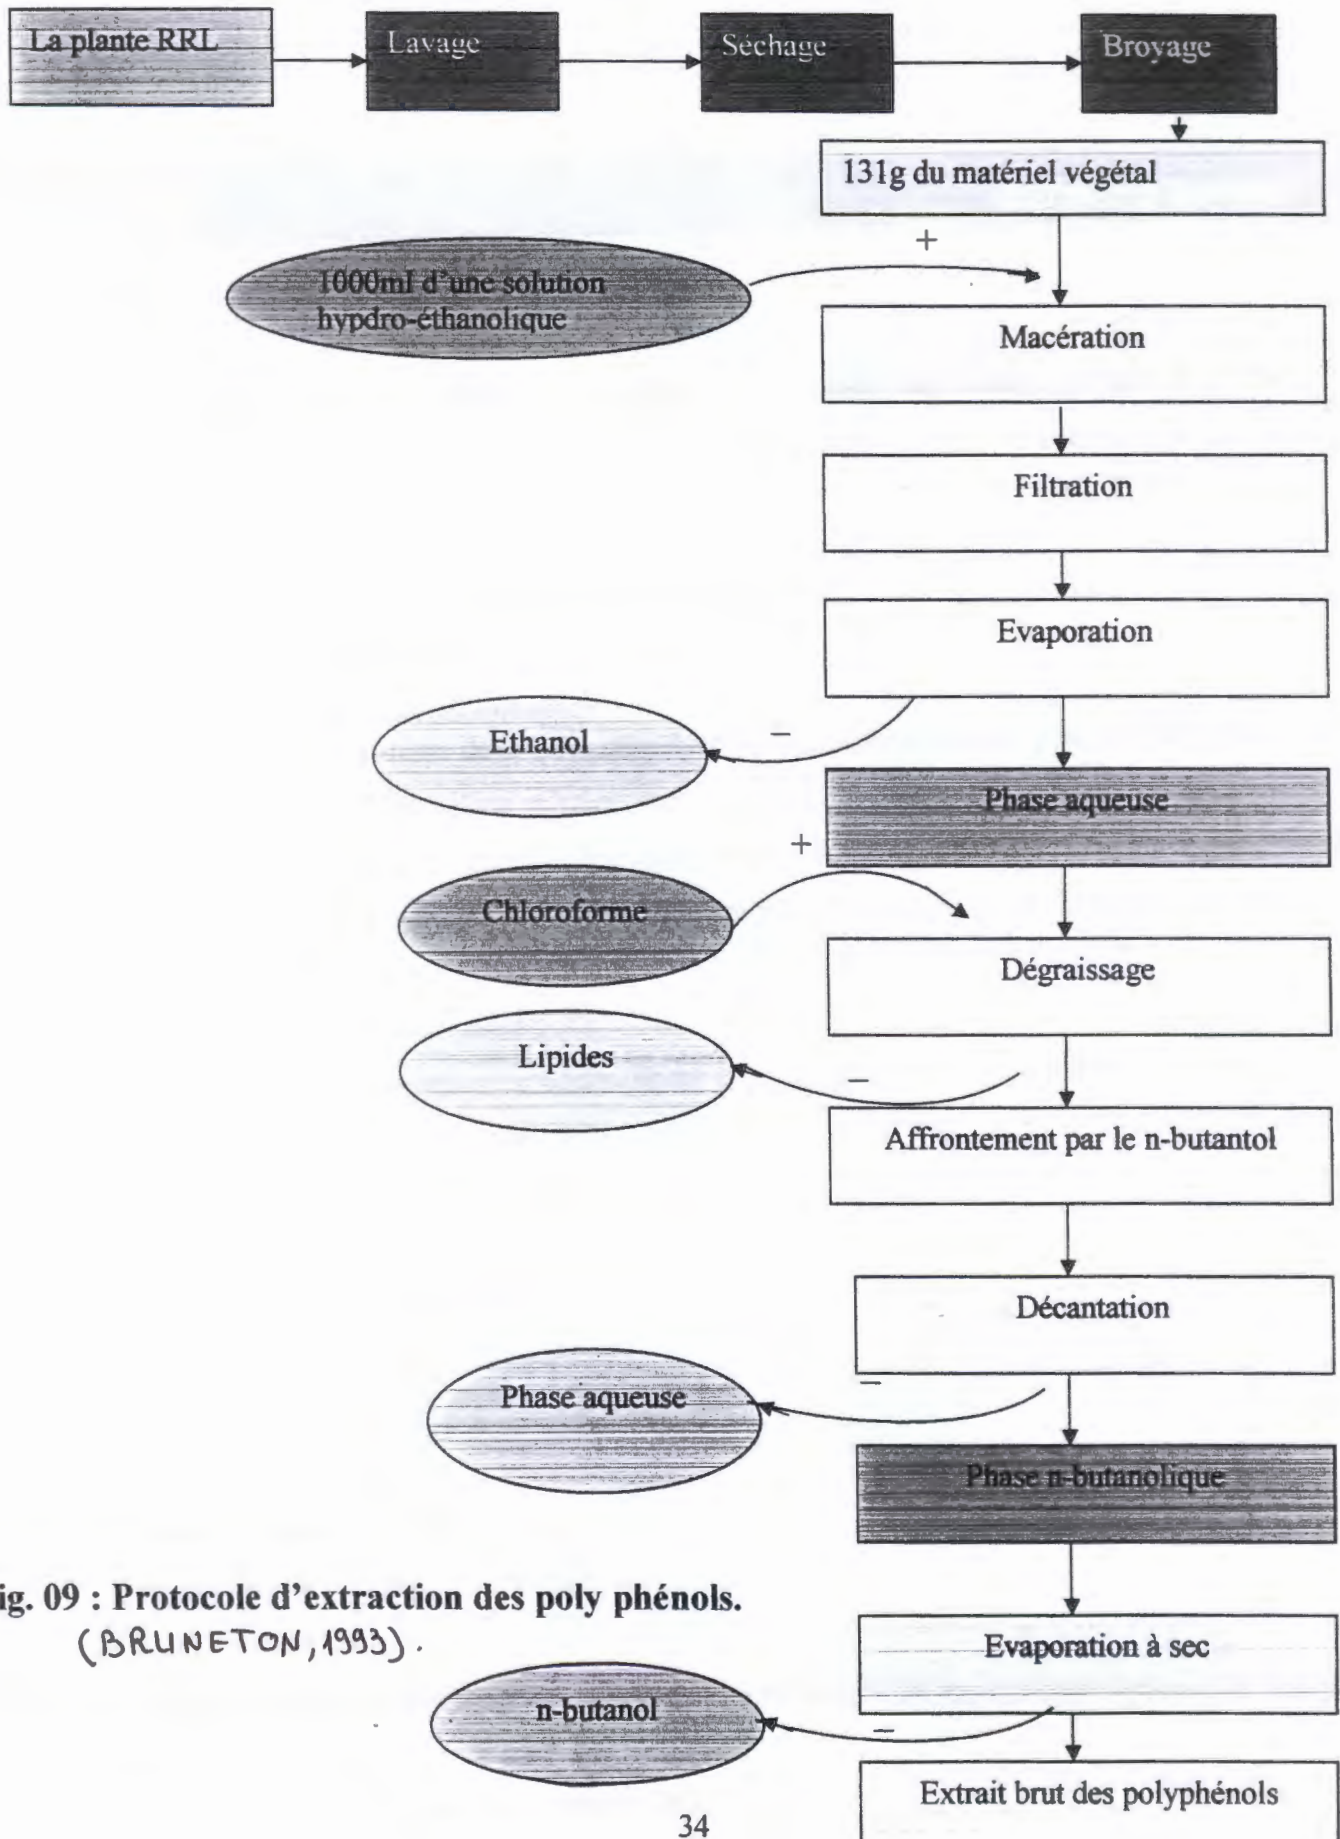 La plante RRL
Lavage
Séchage
Broyage
131g du matériel végétal
+
1000ml d'une solution
hypdro-éthanolique
Macération
Filtration
Evaporation
Ethanol
−
Phase aqueuse
+
Chloroforme
Dégraissage
Lipides
−
Affrontement par le n-butantol
Décantation
−
Phase aqueuse
Phase n-butanolique
ig. 09 : Protocole d'extraction des poly phénols.
(BRUNETON, 1993).
Evaporation à sec
n-butanol
−
Extrait brut des polyphénols
34